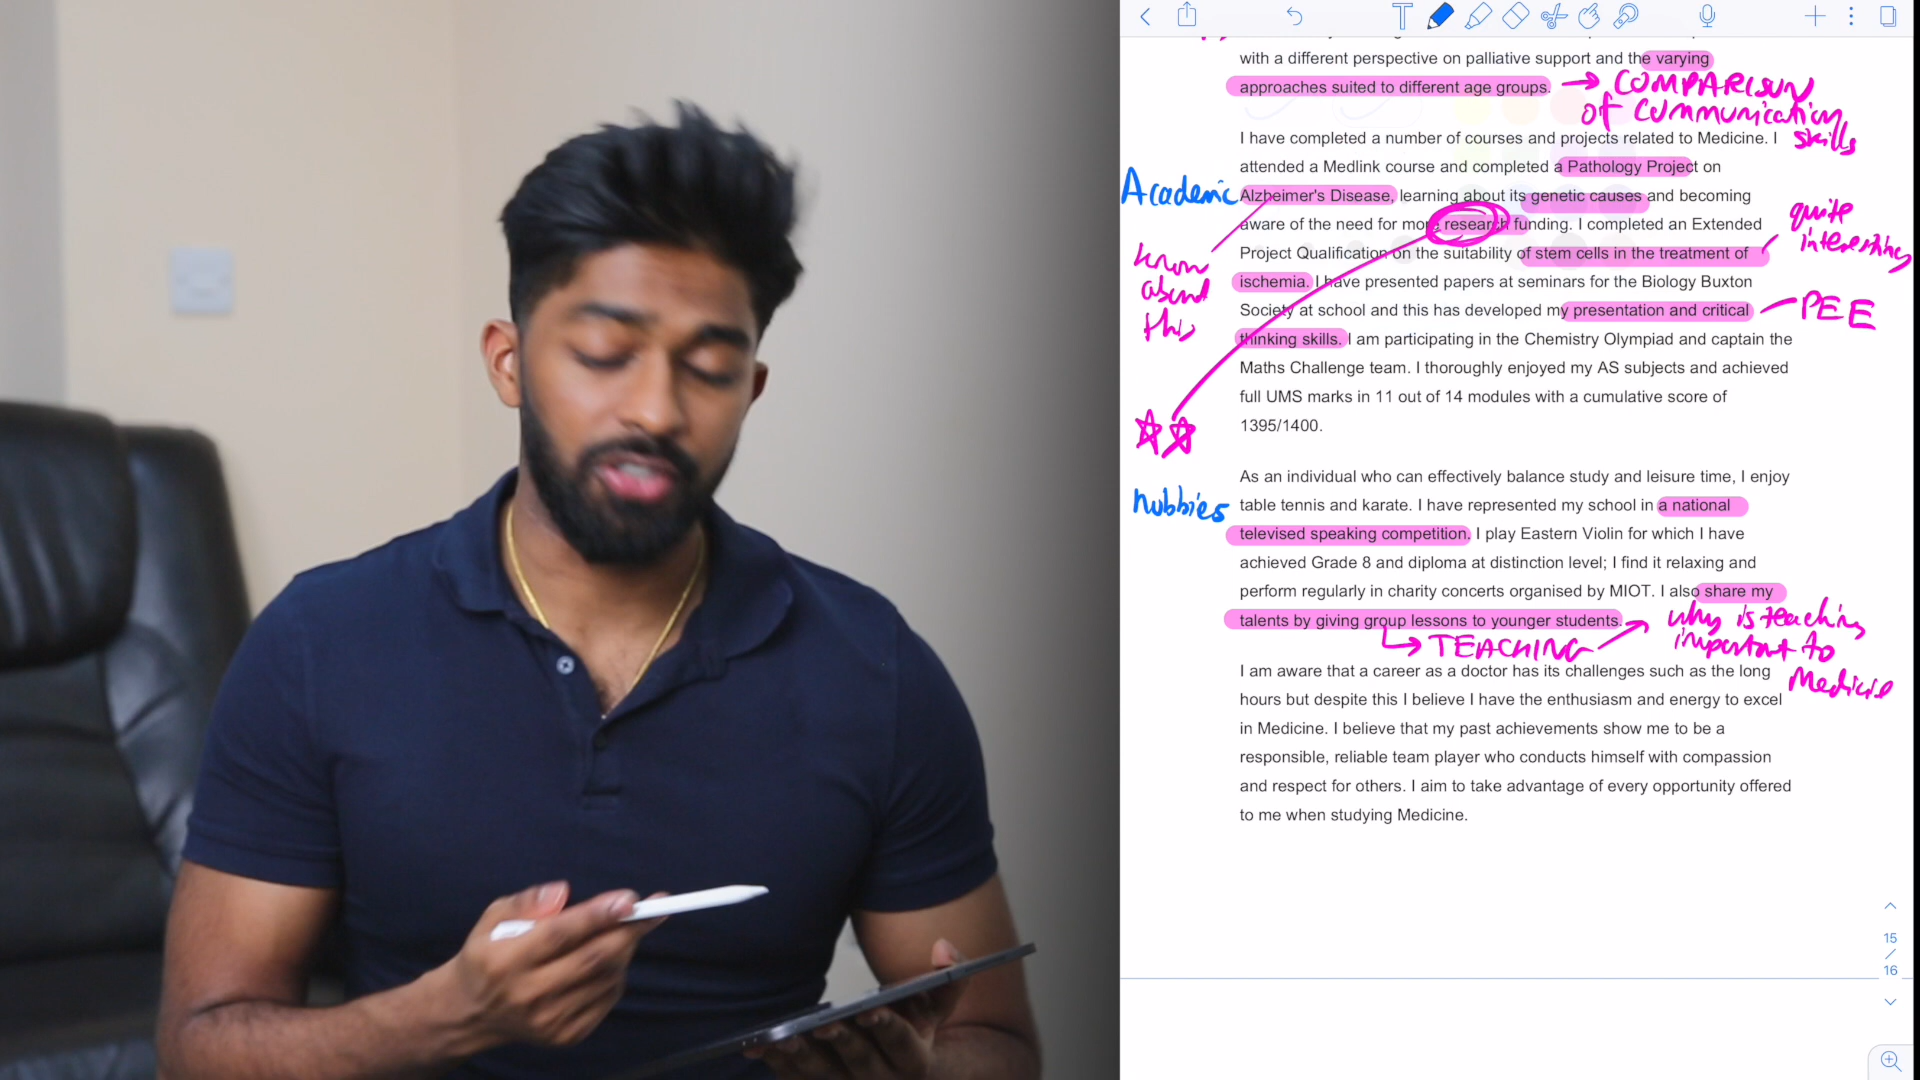 with a different perspective on palliative support and the varying
approaches suited to different age groups.
→ COMPARISON
of communication
skills
I have completed a number of courses and projects related to Medicine. I
attended a Medlink course and completed a Pathology Project on
Academic
Alzheimer's Disease, learning about its genetic causes and becoming
aware of the need for more research funding. I completed an Extended
quite
interesting
Project Qualification on the suitability of stem cells in the treatment of
know
about
this
ischemia. I have presented papers at seminars for the Biology Buxton
Society at school and this has developed my presentation and critical
PEE
thinking skills. I am participating in the Chemistry Olympiad and captain the
Maths Challenge team. I thoroughly enjoyed my AS subjects and achieved
full UMS marks in 11 out of 14 modules with a cumulative score of
1395/1400.
As an individual who can effectively balance study and leisure time, I enjoy
hobbies
table tennis and karate. I have represented my school in a national
televised speaking competition. I play Eastern Violin for which I have
achieved Grade 8 and diploma at distinction level; I find it relaxing and
perform regularly in charity concerts organised by MIOT. I also share my
talents by giving group lessons to younger students.
TEACHING
why is teaching
important to
Medicine
I am aware that a career as a doctor has its challenges such as the long
hours but despite this I believe I have the enthusiasm and energy to excel
in Medicine. I believe that my past achievements show me to be a
responsible, reliable team player who conducts himself with compassion
and respect for others. I aim to take advantage of every opportunity offered
to me when studying Medicine.
15
/
16